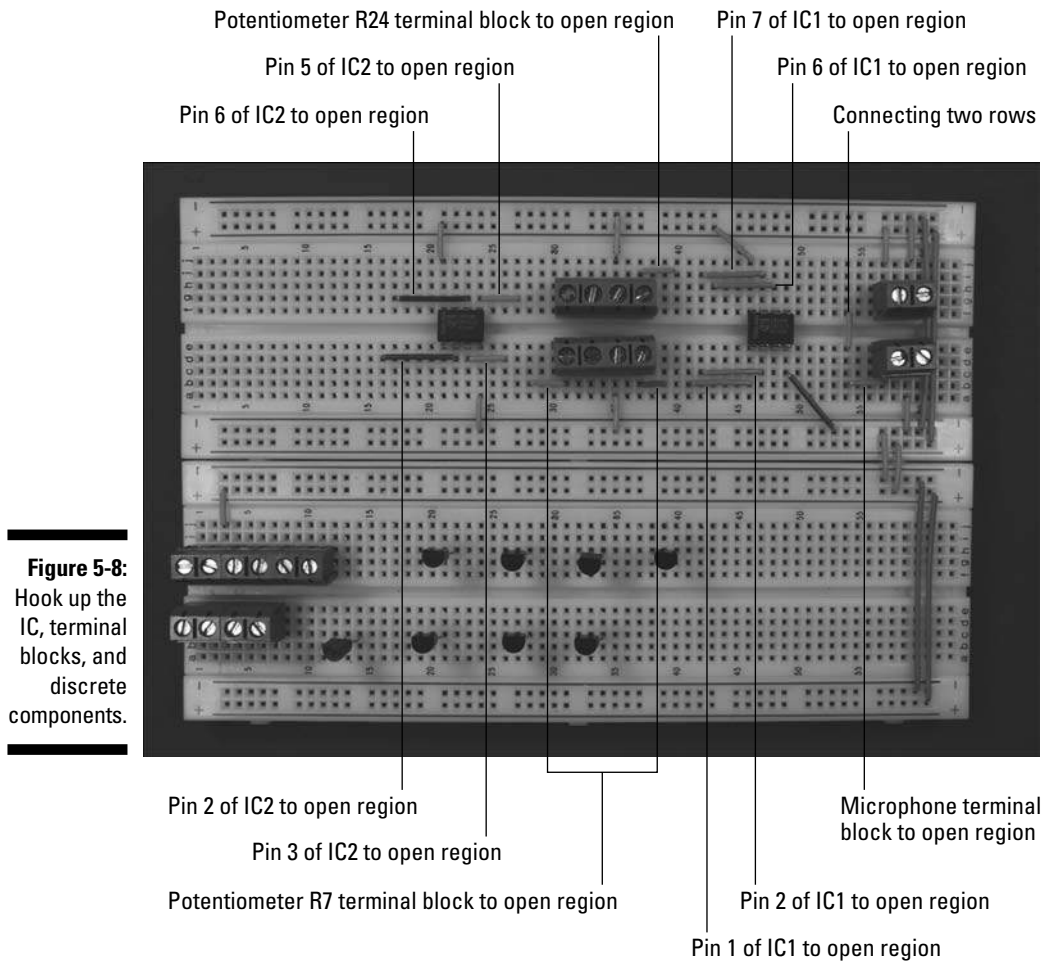 Potentiometer R24 terminal block to open region
Pin 7 of IC1 to open region
Pin 5 of IC2 to open region
Pin 6 of IC1 to open region
Pin 6 of IC2 to open region
Connecting two rows
Figure 5-8:
Hook up the
IC, terminal
blocks, and
discrete
components.
Pin 2 of IC2 to open region
Microphone terminal
block to open region
Pin 3 of IC2 to open region
Potentiometer R7 terminal block to open region
Pin 2 of IC1 to open region
Pin 1 of IC1 to open region